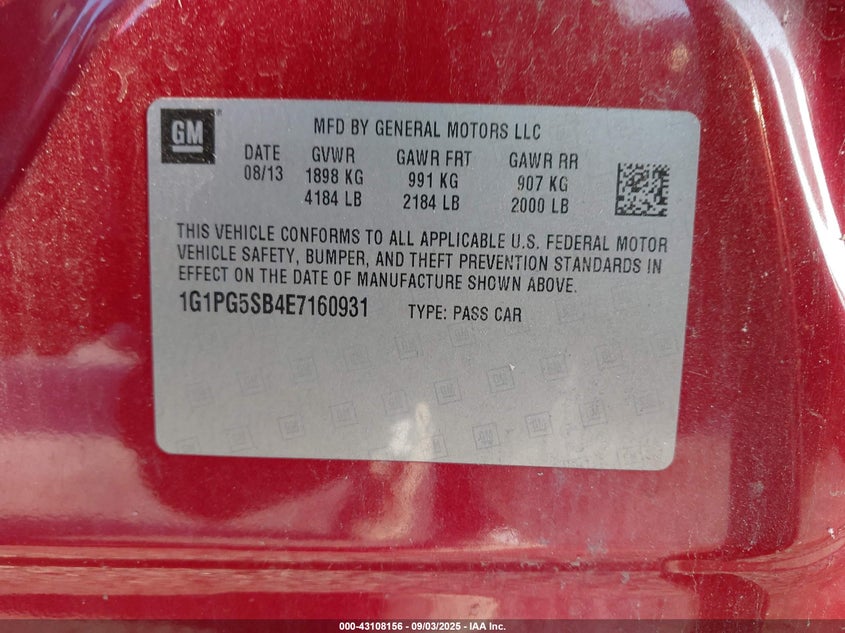 GM
MFD BY GENERAL MOTORS LLC
DATE GVWR GAWR FRT GAWR RR
08/13 1898 KG 991 KG 907 KG
4184 LB 2184 LB 2000 LB
THIS VEHICLE CONFORMS TO ALL APPLICABLE U.S. FEDERAL MOTOR
VEHICLE SAFETY, BUMPER, AND THEFT PREVENTION STANDARDS IN
EFFECT ON THE DATE OF MANUFACTURE SHOWN ABOVE.
1G1PG5SB4E7160931 TYPE: PASS CAR
000-43108156 - 09/03/2025 - IAA Inc.